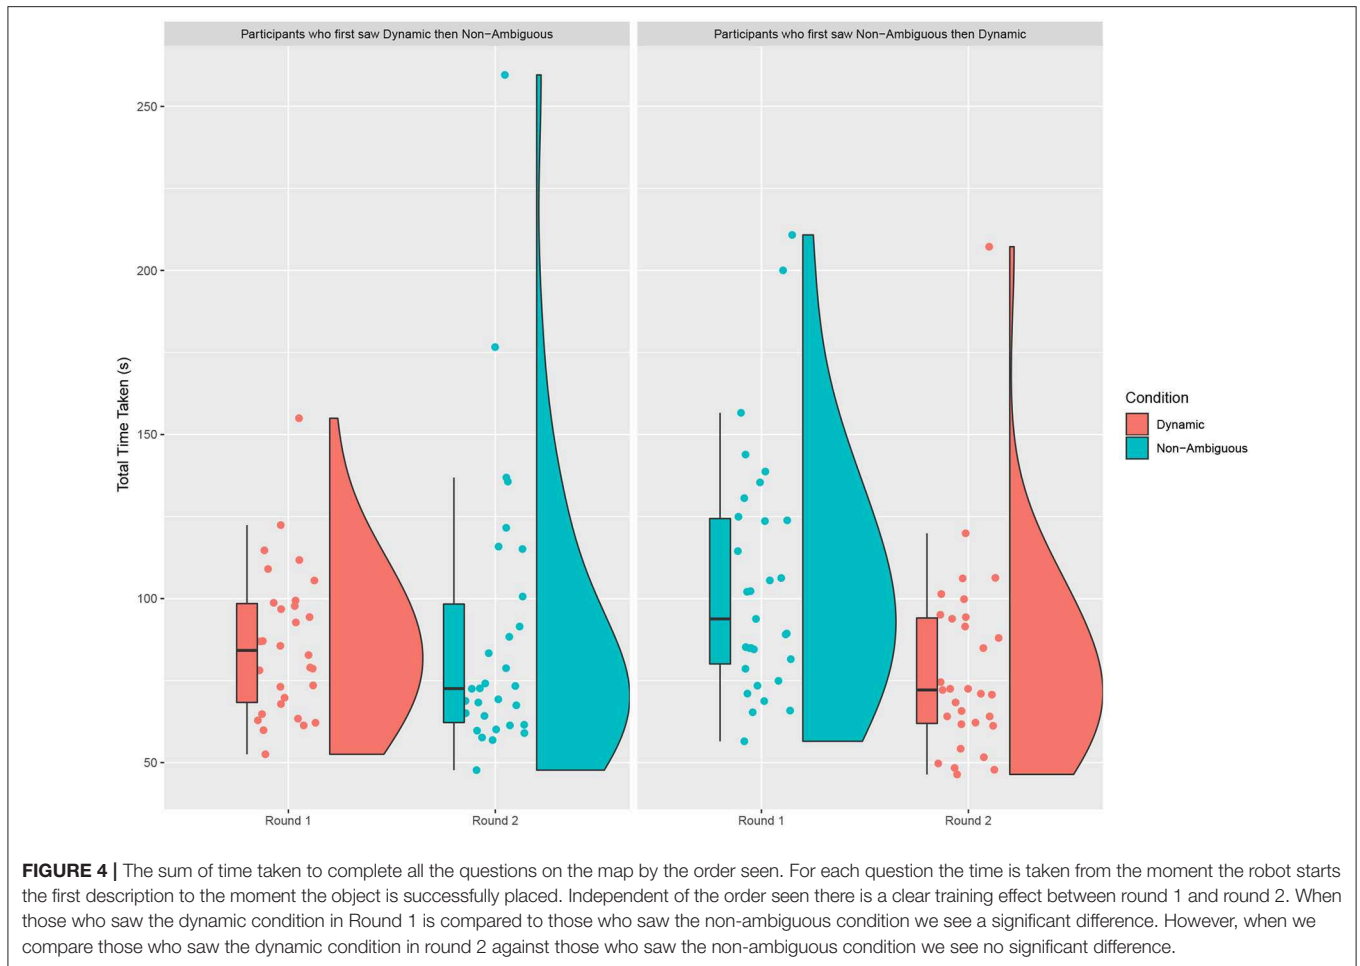 Participants who first saw Dynamic then Non−Ambiguous
Participants who first saw Non−Ambiguous then Dynamic
250
200
150
100
50
Total Time Taken (s)
Round 1
Round 2
Round 1
Round 2
Condition
Dynamic
Non−Ambiguous
FIGURE 4 | The sum of time taken to complete all the questions on the map by the order seen. For each question the time is taken from the moment the robot starts
the first description to the moment the object is successfully placed. Independent of the order seen there is a clear training effect between round 1 and round 2. When
those who saw the dynamic condition in Round 1 is compared to those who saw the non-ambiguous condition we see a significant difference. However, when we
compare those who saw the dynamic condition in round 2 against those who saw the non-ambiguous condition we see no significant difference.